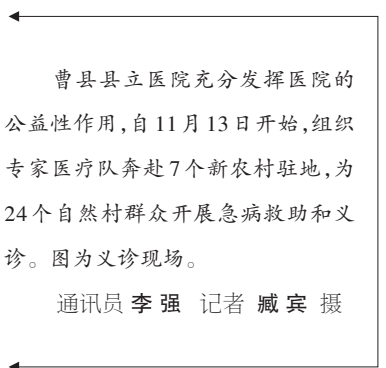 曹县县立医院充分发挥医院的
公益性作用,自11月13日开始,组织
专家医疗队奔赴7个新农村驻地,为
24个自然村群众开展急病救助和义
诊。图为义诊现场。
通讯员 李强 记者 臧宾 摄